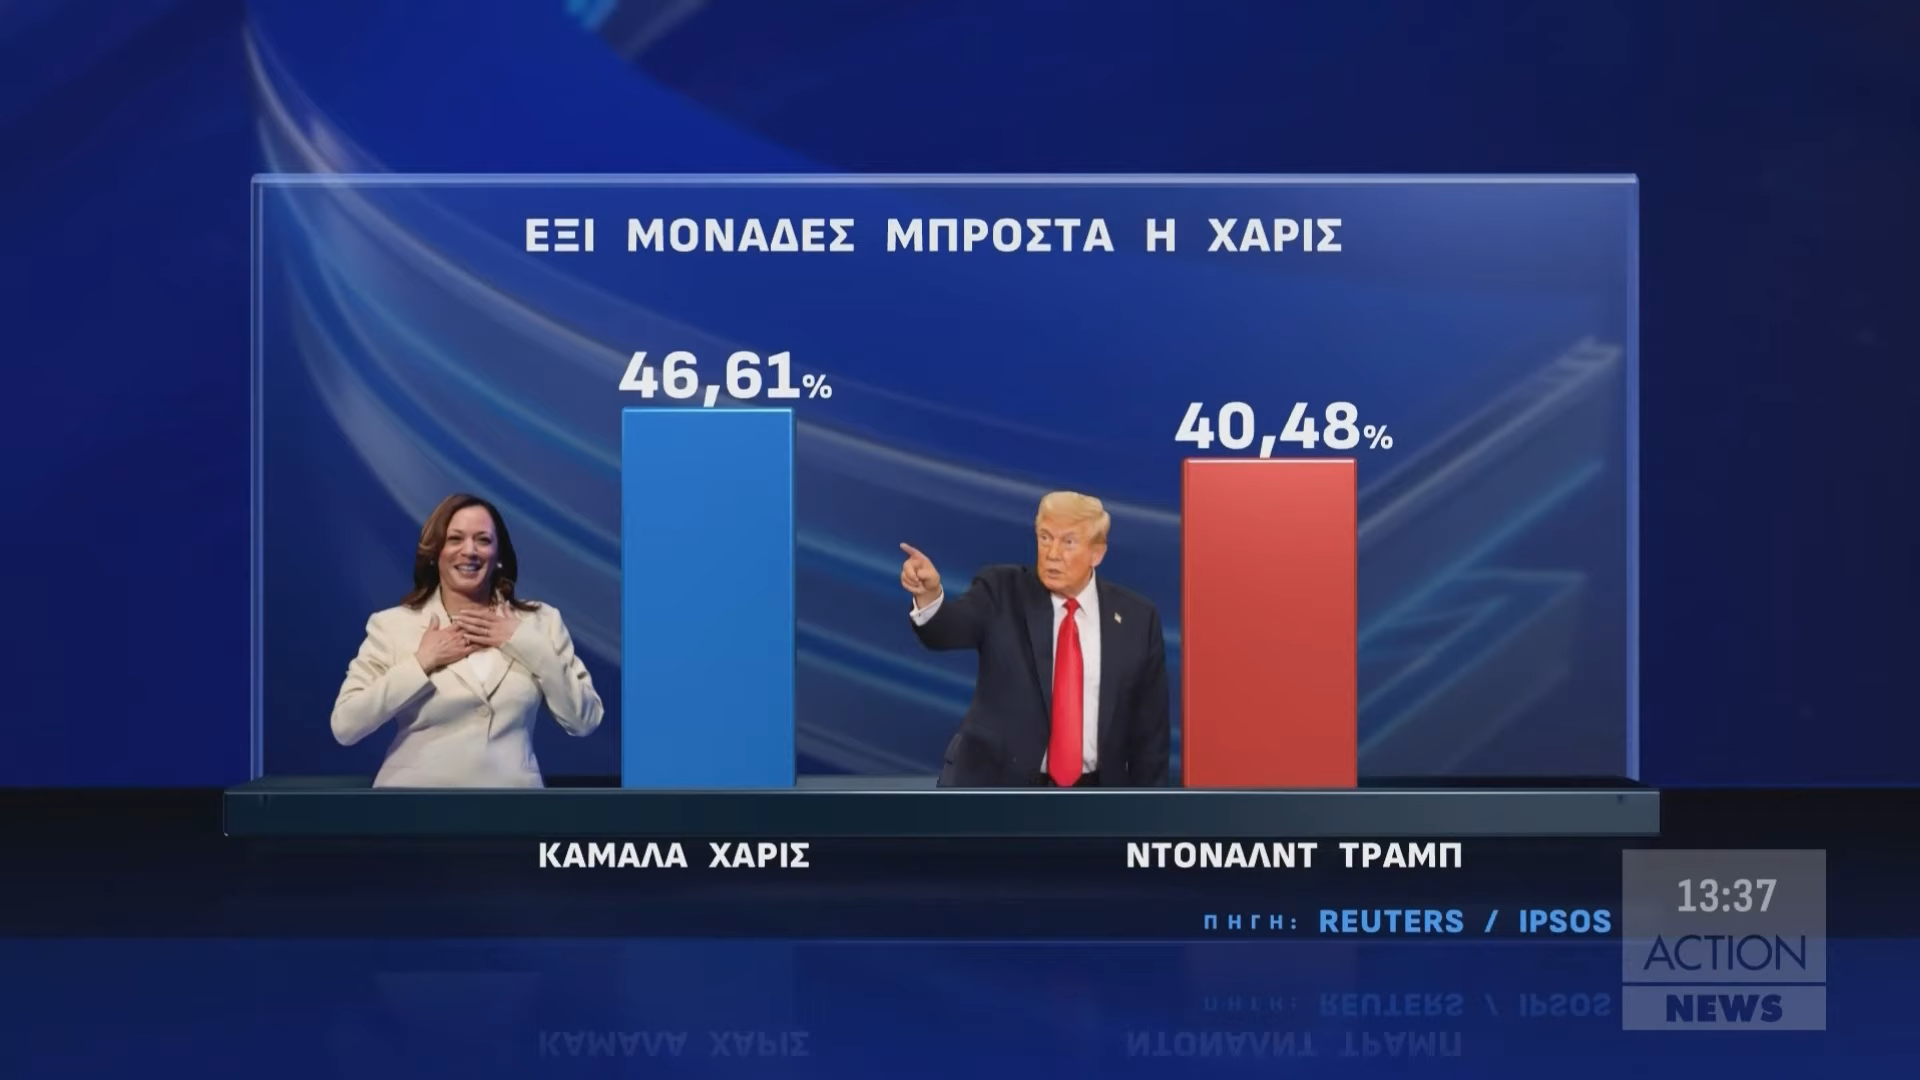 ΕΞΙ ΜΟΝΑΔΕΣ ΜΠΡΟΣΤΑ Η ΧΑΡΙΣ
46,61%
40,48%
ΚΑΜΑΛΑ ΧΑΡΙΣ
ΝΤΟΝΑΛΝΤ ΤΡΑΜΠ
ΠΗΓΗ: REUTERS / IPSOS
13:37
ACTION
NEWS